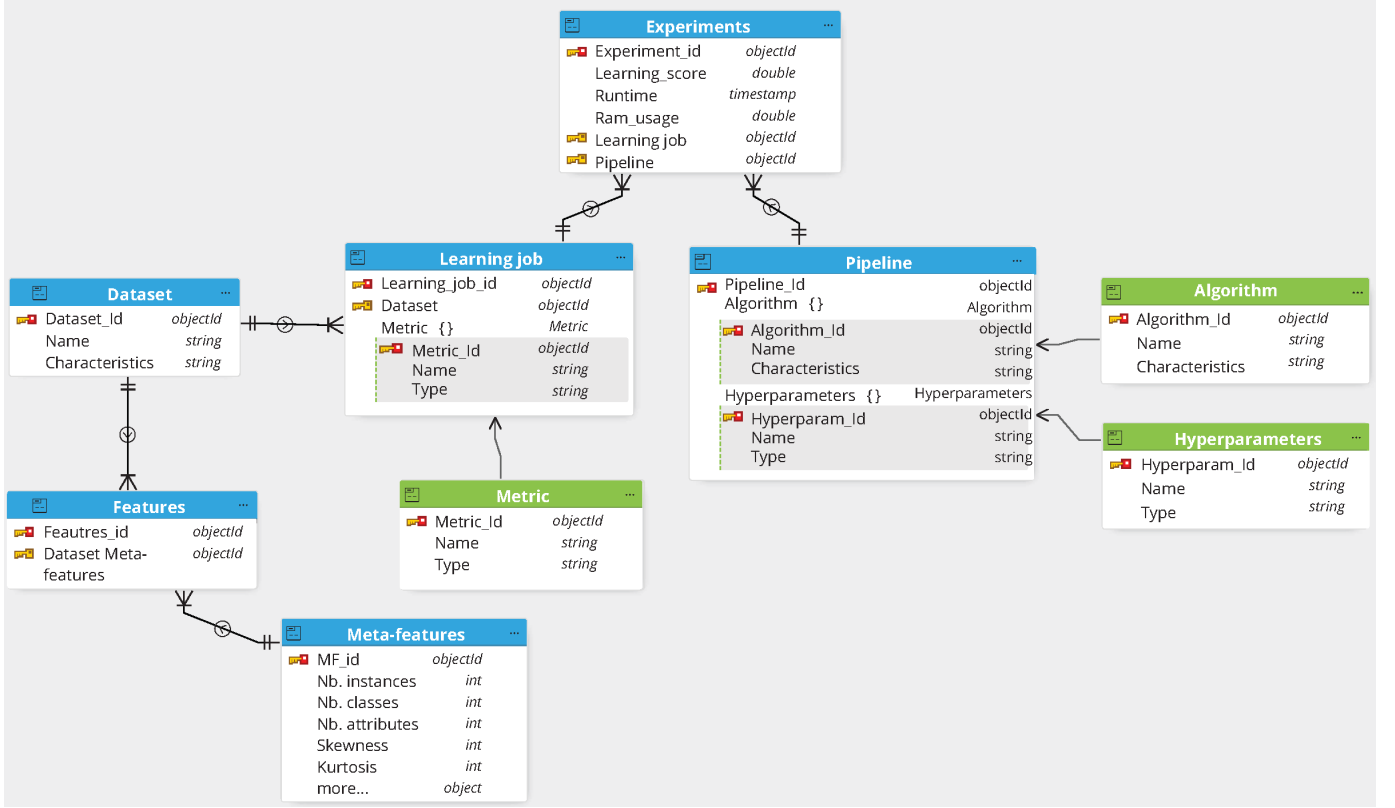 Experiments ...
Experiment_id objectId
Learning_score double
Runtime timestamp
Ram_usage double
Learning job objectId
Pipeline objectId
Learning job ...
Learning_job_id objectId
Dataset objectId
Metric {} Metric
Metric_Id objectId
Name string
Type string
Pipeline ...
Pipeline_Id objectId
Algorithm {} Algorithm
Algorithm_Id objectId
Name string
Characteristics string
Hyperparameters {} Hyperparameters
Hyperparam_Id objectId
Name string
Type string
Dataset ...
Dataset_Id objectId
Name string
Characteristics string
Algorithm ...
Algorithm_Id objectId
Name string
Characteristics string
Hyperparameters ...
Hyperparam_Id objectId
Name string
Type string
Metric ...
Metric_Id objectId
Name string
Type string
Features ...
Feautres_id objectId
Dataset Meta- objectId
features
Meta-features ...
MF_id objectId
Nb. instances int
Nb. classes int
Nb. attributes int
Skewness int
Kurtosis int
more... object